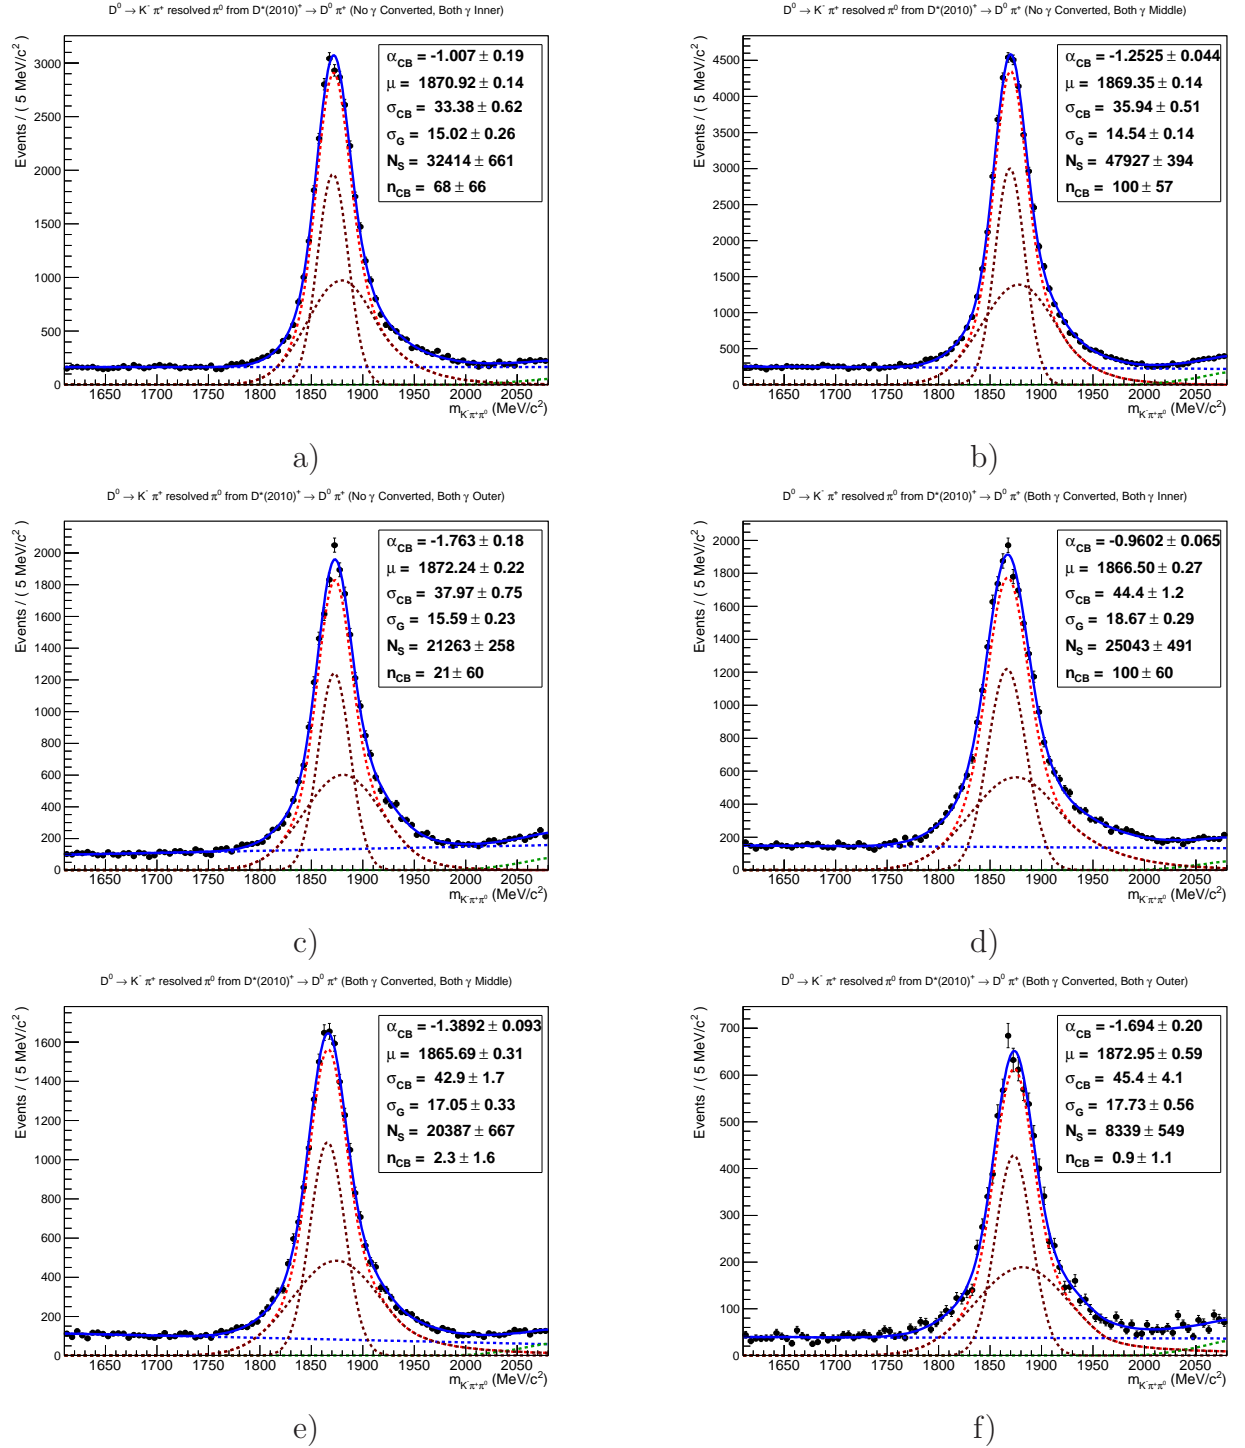 D⁰ → K⁻ π⁺ resolved π⁰ from D*(2010)⁺ → D⁰ π⁺ (No γ Converted, Both γ Inner)
Events / ( 5 MeV/c² )
3000
2500
2000
1500
1000
500
0
α_CB = -1.007 ± 0.19
μ = 1870.92 ± 0.14
σ_CB = 33.38 ± 0.62
σ_G = 15.02 ± 0.26
N_S = 32414 ± 661
n_CB = 68 ± 66
1650 1700 1750 1800 1850 1900 1950 2000 2050
m_K⁻π⁺π⁰ (MeV/c²)
a)
D⁰ → K⁻ π⁺ resolved π⁰ from D*(2010)⁺ → D⁰ π⁺ (No γ Converted, Both γ Middle)
Events / ( 5 MeV/c² )
4500
4000
3500
3000
2500
2000
1500
1000
500
0
α_CB = -1.2525 ± 0.044
μ = 1869.35 ± 0.14
σ_CB = 35.94 ± 0.51
σ_G = 14.54 ± 0.14
N_S = 47927 ± 394
n_CB = 100 ± 57
1650 1700 1750 1800 1850 1900 1950 2000 2050
m_K⁻π⁺π⁰ (MeV/c²)
b)
D⁰ → K⁻ π⁺ resolved π⁰ from D*(2010)⁺ → D⁰ π⁺ (No γ Converted, Both γ Outer)
Events / ( 5 MeV/c² )
2000
1800
1600
1400
1200
1000
800
600
400
200
0
α_CB = -1.763 ± 0.18
μ = 1872.24 ± 0.22
σ_CB = 37.97 ± 0.75
σ_G = 15.59 ± 0.23
N_S = 21263 ± 258
n_CB = 21 ± 60
1650 1700 1750 1800 1850 1900 1950 2000 2050
m_K⁻π⁺π⁰ (MeV/c²)
c)
D⁰ → K⁻ π⁺ resolved π⁰ from D*(2010)⁺ → D⁰ π⁺ (Both γ Converted, Both γ Inner)
Events / ( 5 MeV/c² )
2000
1800
1600
1400
1200
1000
800
600
400
200
0
α_CB = -0.9602 ± 0.065
μ = 1866.50 ± 0.27
σ_CB = 44.4 ± 1.2
σ_G = 18.67 ± 0.29
N_S = 25043 ± 491
n_CB = 100 ± 60
1650 1700 1750 1800 1850 1900 1950 2000 2050
m_K⁻π⁺π⁰ (MeV/c²)
d)
D⁰ → K⁻ π⁺ resolved π⁰ from D*(2010)⁺ → D⁰ π⁺ (Both γ Converted, Both γ Middle)
Events / ( 5 MeV/c² )
1600
1400
1200
1000
800
600
400
200
0
α_CB = -1.3892 ± 0.093
μ = 1865.69 ± 0.31
σ_CB = 42.9 ± 1.7
σ_G = 17.05 ± 0.33
N_S = 20387 ± 667
n_CB = 2.3 ± 1.6
1650 1700 1750 1800 1850 1900 1950 2000 2050
m_K⁻π⁺π⁰ (MeV/c²)
e)
D⁰ → K⁻ π⁺ resolved π⁰ from D*(2010)⁺ → D⁰ π⁺ (Both γ Converted, Both γ Outer)
Events / ( 5 MeV/c² )
700
600
500
400
300
200
100
0
α_CB = -1.694 ± 0.20
μ = 1872.95 ± 0.59
σ_CB = 45.4 ± 4.1
σ_G = 17.73 ± 0.56
N_S = 8339 ± 549
n_CB = 0.9 ± 1.1
1650 1700 1750 1800 1850 1900 1950 2000 2050
m_K⁻π⁺π⁰ (MeV/c²)
f)